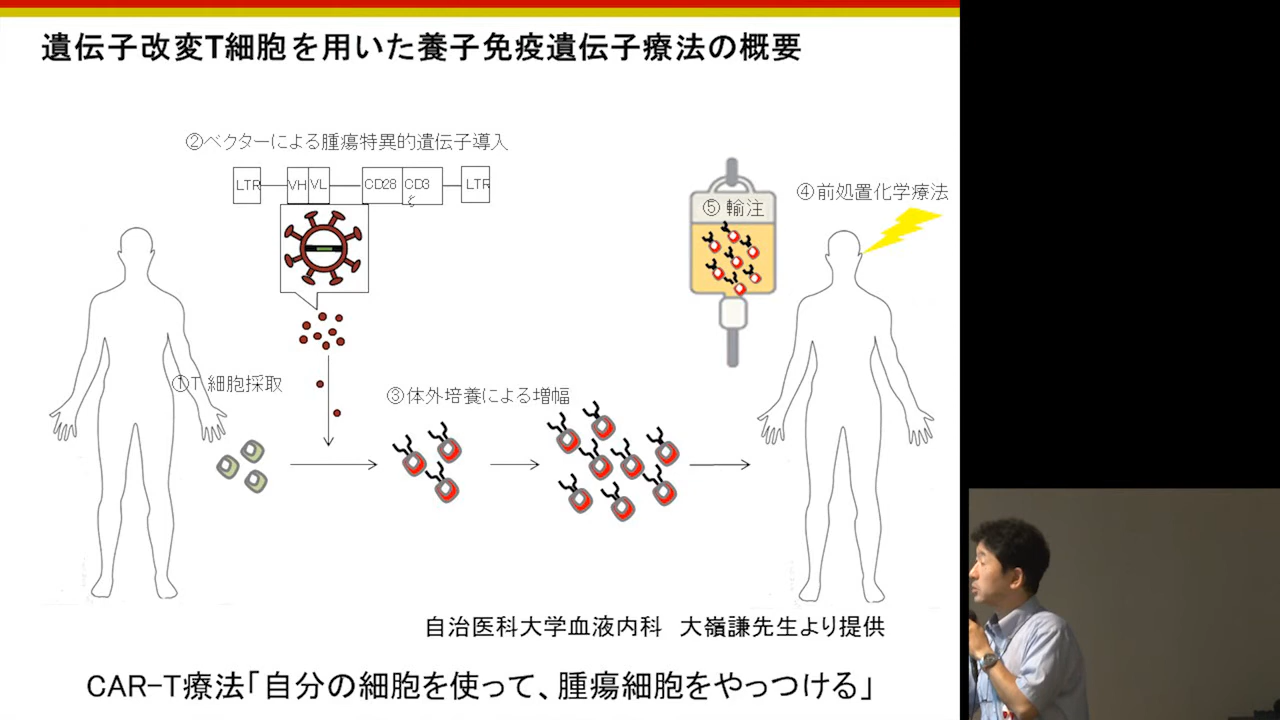 遺伝子改変T細胞を用いた養子免疫遺伝子療法の概要
②ベクターによる腫瘍特異的遺伝子導入
LTR VH VL CD28 CD3ξ LTR
⑤ 輸注
④前処置化学療法
①T 細胞採取
③体外培養による増幅
自治医科大学血液内科 大嶺謙先生より提供
CAR-T療法「自分の細胞を使って、腫瘍細胞をやっつける」